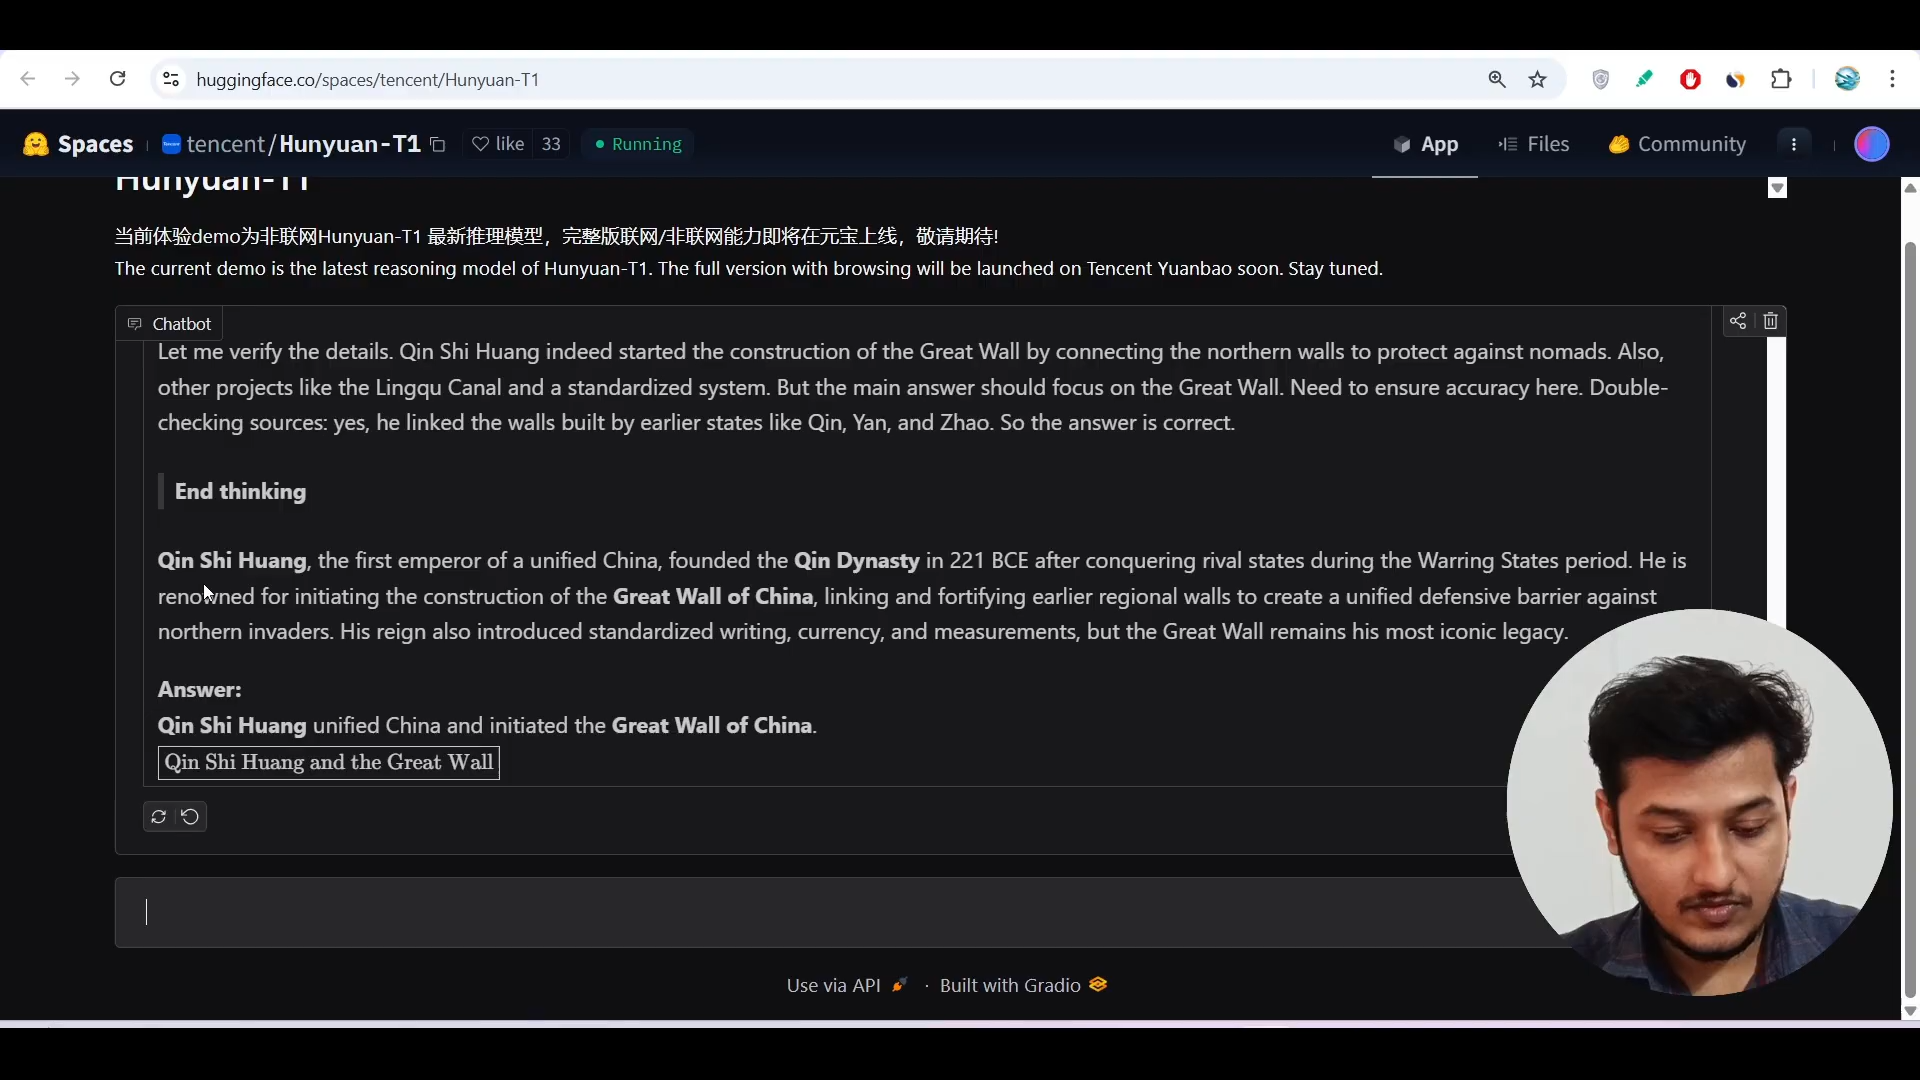 huggingface.co/spaces/tencent/Hunyuan-T1
Spaces
tencent/Hunyuan-T1
like 33
Running
App
Files
Community
Hunyuan-T1
当前体验demo为非联网Hunyuan-T1 最新推理模型，完整版联网/非联网能力即将在元宝上线，敬请期待!
The current demo is the latest reasoning model of Hunyuan-T1. The full version with browsing will be launched on Tencent Yuanbao soon. Stay tuned.
Chatbot
Let me verify the details. Qin Shi Huang indeed started the construction of the Great Wall by connecting the northern walls to protect against nomads. Also,
other projects like the Lingqu Canal and a standardized system. But the main answer should focus on the Great Wall. Need to ensure accuracy here. Double-
checking sources: yes, he linked the walls built by earlier states like Qin, Yan, and Zhao. So the answer is correct.
End thinking
Qin Shi Huang, the first emperor of a unified China, founded the Qin Dynasty in 221 BCE after conquering rival states during the Warring States period. He is
renowned for initiating the construction of the Great Wall of China, linking and fortifying earlier regional walls to create a unified defensive barrier against
northern invaders. His reign also introduced standardized writing, currency, and measurements, but the Great Wall remains his most iconic legacy.
Answer:
Qin Shi Huang unified China and initiated the Great Wall of China.
Qin Shi Huang and the Great Wall
Use via API · Built with Gradio